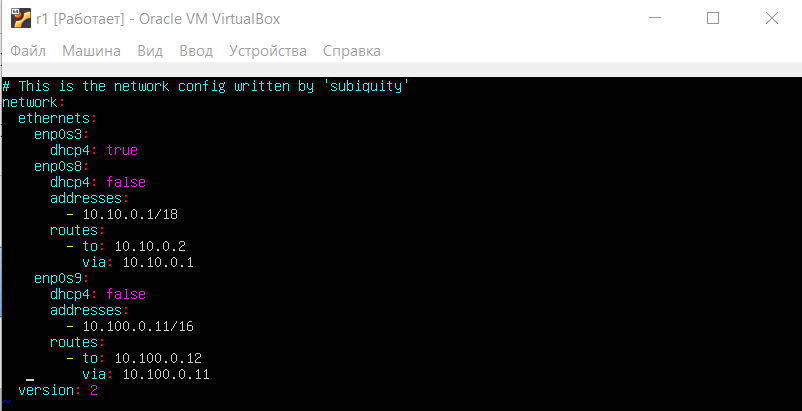 r1 [Работает] - Oracle VM VirtualBox
Файл Машина Вид Ввод Устройства Справка
# This is the network config written by 'subiquity'
network:
  ethernets:
    enp0s3:
      dhcp4: true
    enp0s8:
      dhcp4: false
      addresses:
        - 10.10.0.1/18
      routes:
        - to: 10.10.0.2
          via: 10.10.0.1
    enp0s9:
      dhcp4: false
      addresses:
        - 10.100.0.11/16
      routes:
        - to: 10.100.0.12
          via: 10.100.0.11
  version: 2
~